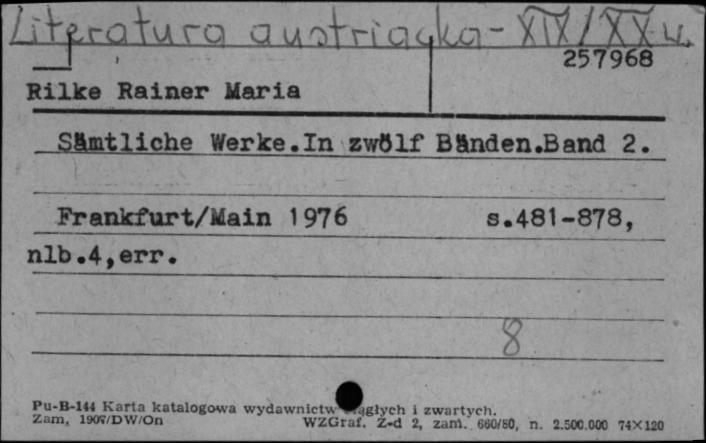 Literatura austriacka - XIX/XX w.
257968
Rilke Rainer Maria
Sämtliche Werke.In zwölf Bänden.Band 2.
Frankfurt/Main 1976 s.481-878,
nlb.4,err.
8
Pu-B-144 Karta katalogowa wydawnictw ciągłych i zwartych.
Zam, 1907/DW/On WZGraf. Z-d 2, zam. 660/80, n. 2.500.000 74×120